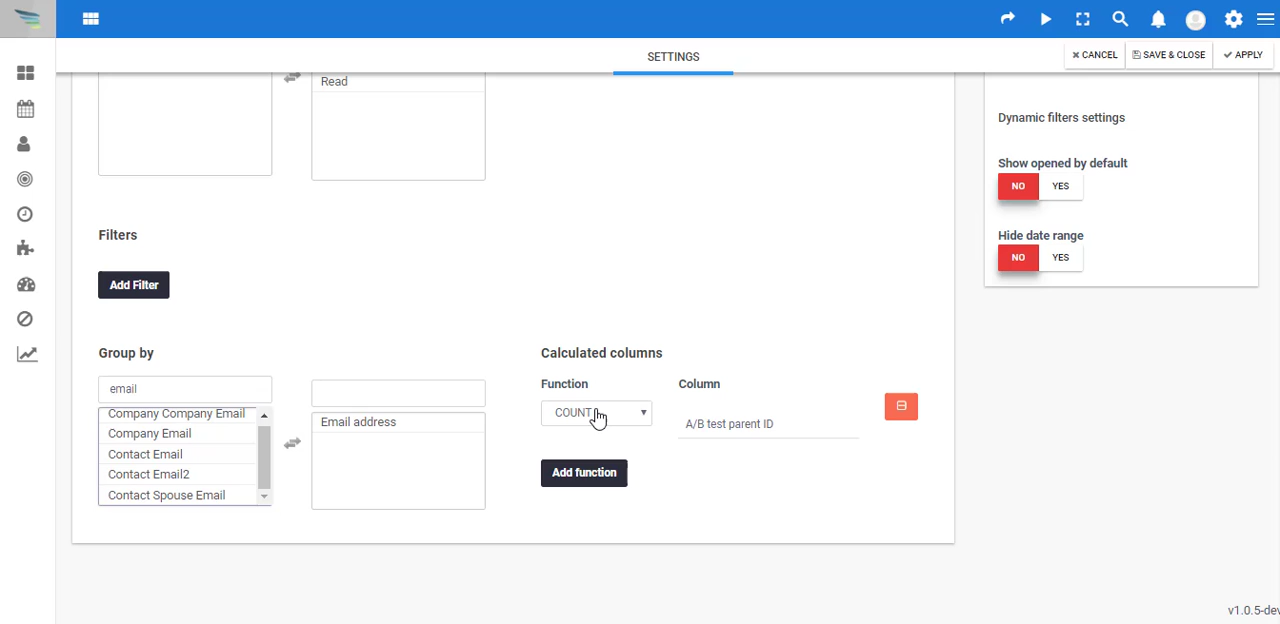 SETTINGS
CANCEL
SAVE & CLOSE
APPLY
Read
Dynamic filters settings
Show opened by default
NO YES
Hide date range
NO YES
Filters
Add Filter
Group by
email
Company Company Email
Company Email
Contact Email
Contact Email2
Contact Spouse Email
Email address
Calculated columns
Function Column
COUNT
A/B test parent ID
Add function
v1.0.5-dev